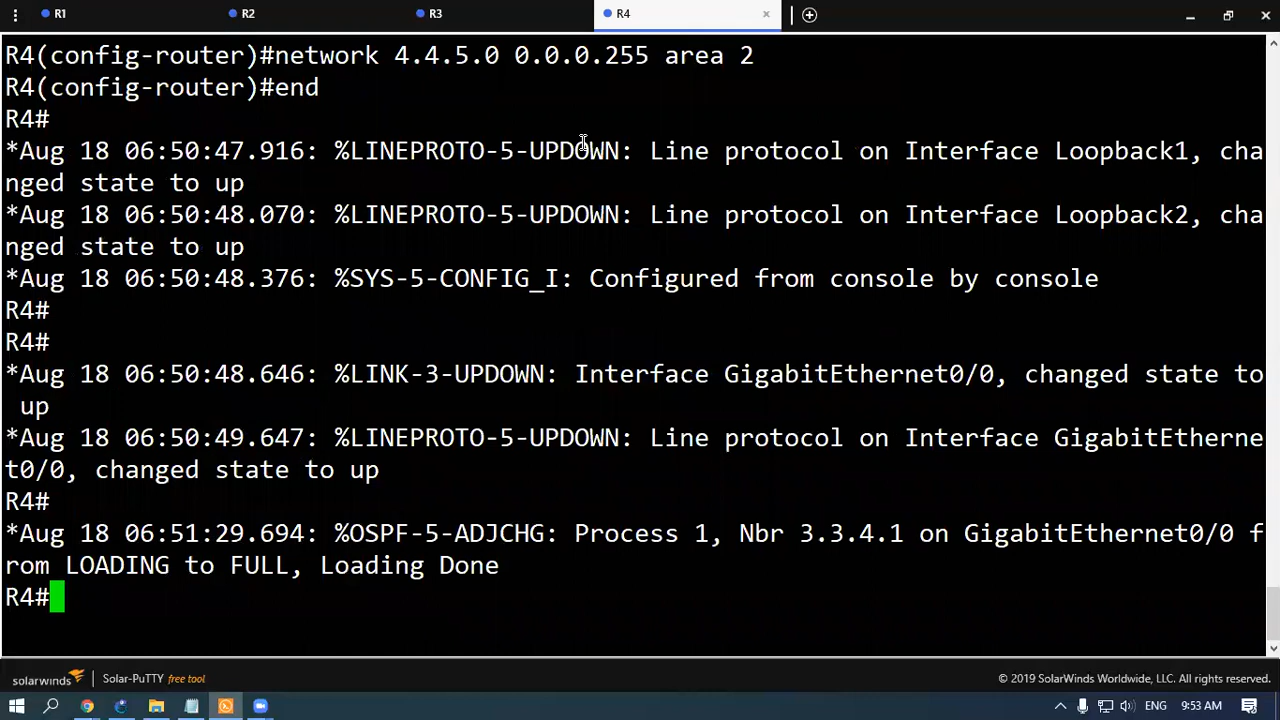 R1
R2
R3
R4
R4(config-router)#network 4.4.5.0 0.0.0.255 area 2
R4(config-router)#end
R4#
*Aug 18 06:50:47.916: %LINEPROTO-5-UPDOWN: Line protocol on Interface Loopback1, cha
nged state to up
*Aug 18 06:50:48.070: %LINEPROTO-5-UPDOWN: Line protocol on Interface Loopback2, cha
nged state to up
*Aug 18 06:50:48.376: %SYS-5-CONFIG_I: Configured from console by console
R4#
R4#
*Aug 18 06:50:48.646: %LINK-3-UPDOWN: Interface GigabitEthernet0/0, changed state to
 up
*Aug 18 06:50:49.647: %LINEPROTO-5-UPDOWN: Line protocol on Interface GigabitEtherne
t0/0, changed state to up
R4#
*Aug 18 06:51:29.694: %OSPF-5-ADJCHG: Process 1, Nbr 3.3.4.1 on GigabitEthernet0/0 f
rom LOADING to FULL, Loading Done
R4#
solarwinds | Solar-PuTTY free tool
© 2019 SolarWinds Worldwide, LLC. All rights reserved.
ENG 9:53 AM